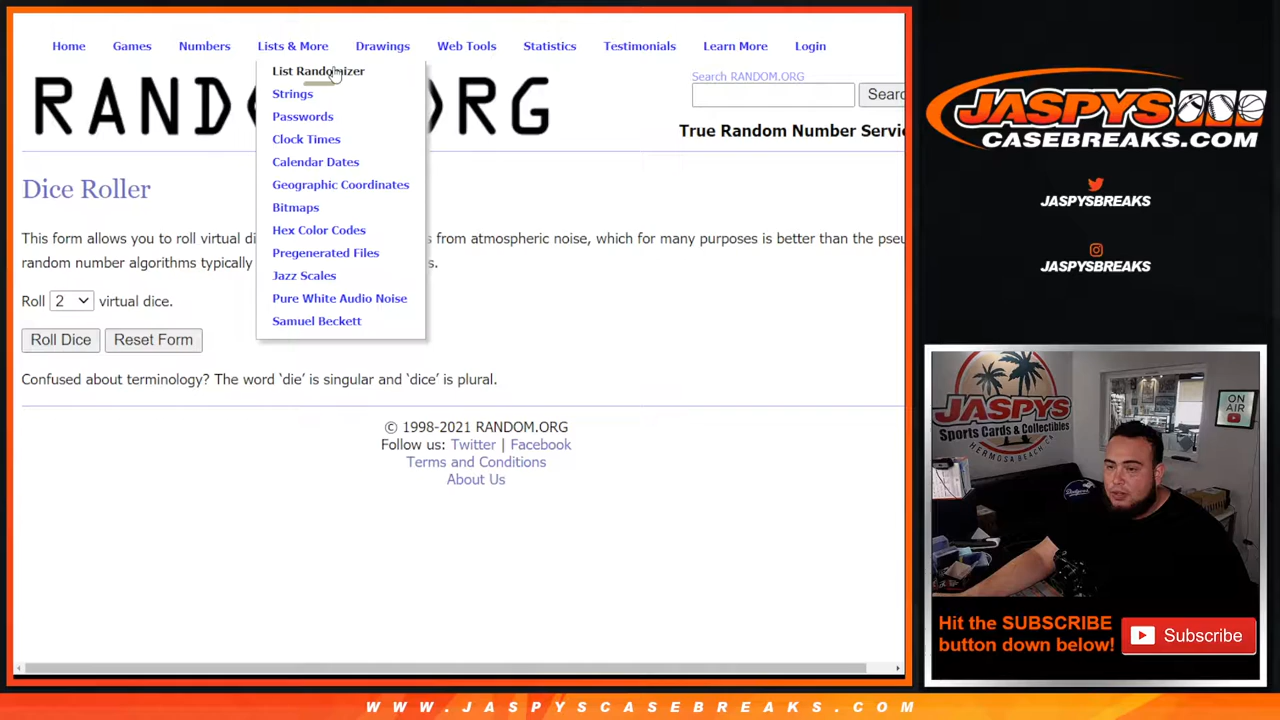 Home Games Numbers Lists & More Drawings Web Tools Statistics Testimonials Learn More Login
List Randomizer
Strings
Passwords
Clock Times
Calendar Dates
Geographic Coordinates
Bitmaps
Hex Color Codes
Pregenerated Files
Jazz Scales
Pure White Audio Noise
Samuel Beckett
RAND ORG
Search RANDOM.ORG
Searc
True Random Number Servi
Dice Roller
This form allows you to roll virtual di s from atmospheric noise, which for many purposes is better than the pseu
random number algorithms typically s.
Roll 2 virtual dice.
Roll Dice Reset Form
Confused about terminology? The word ‘die’ is singular and ‘dice’ is plural.
© 1998-2021 RANDOM.ORG
Follow us: Twitter | Facebook
Terms and Conditions
About Us
JASPYS
CASEBREAKS.COM
JASPYSBREAKS
JASPYSBREAKS
JASPYS
Sports Cards & Collectibles
HERMOSA BEACH, CA
ON AIR
Dodgers
Hit the SUBSCRIBE
button down below!
Subscribe
WWW.JASPYSCASEBREAKS.COM